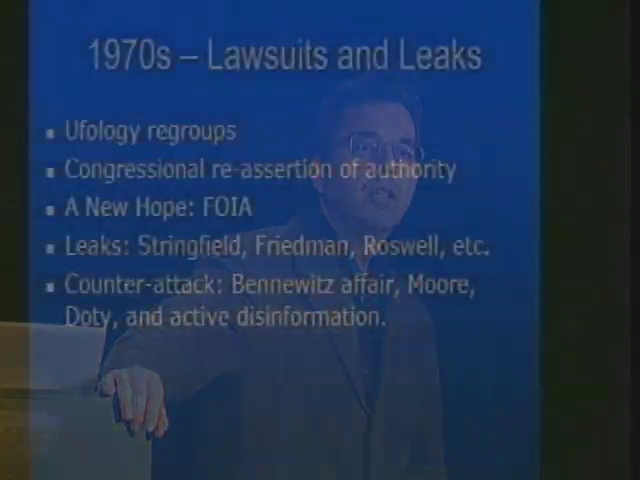 1970s – Lawsuits and Leaks
▪ Ufology regroups
▪ Congressional re-assertion of authority
▪ A New Hope: FOIA
▪ Leaks: Stringfield, Friedman, Roswell, etc.
▪ Counter-attack: Bennewitz affair, Moore,
Doty, and active disinformation.